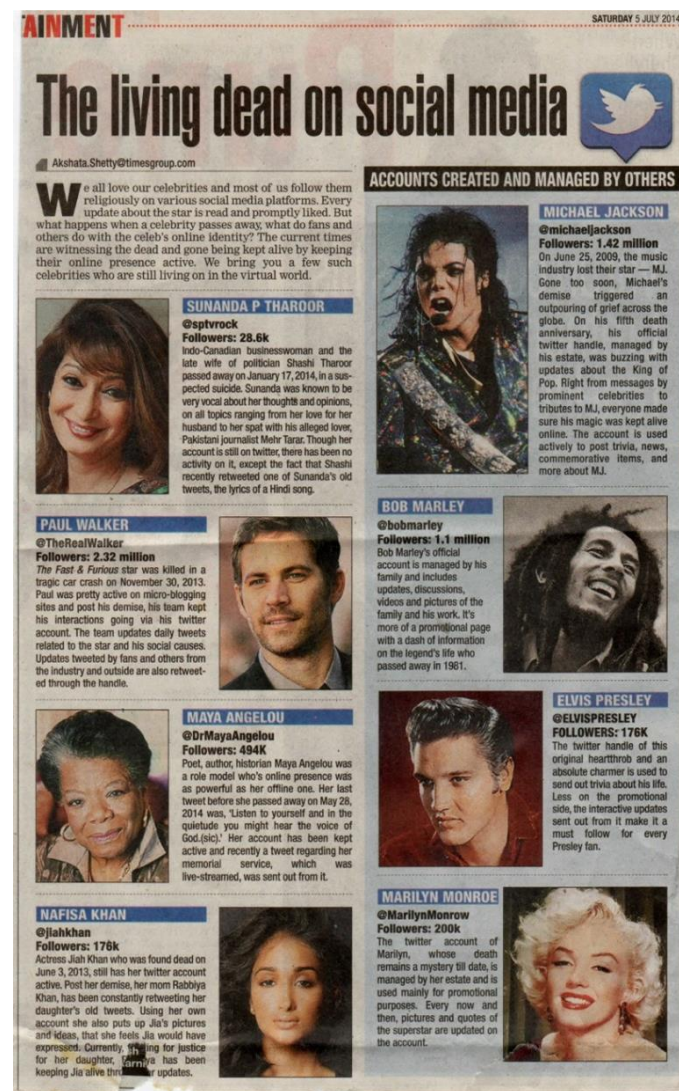 AINMENT
SATURDAY 5 JULY 2014
The living dead on social media
Akshata.Shetty@timesgroup.com
We all love our celebrities and most of us follow them
religiously on various social media platforms. Every
update about the star is read and promptly liked. But
what happens when a celebrity passes away, what do fans and
others do with the celeb's online identity? The current times
are witnessing the dead and gone being kept alive by keeping
their online presence active. We bring you a few such
celebrities who are still living on in the virtual world.
SUNANDA P THAROOR
@sptvrock
Followers: 28.6k
Indo-Canadian businesswoman and the
late wife of politician Shashi Tharoor
passed away on January 17, 2014, in a sus-
pected suicide. Sunanda was known to be
very vocal about her thoughts and opinions,
on all topics ranging from her love for her
husband to her spat with his alleged lover,
Pakistani journalist Mehr Tarar. Though her
account is still on twitter, there has been no
activity on it, except the fact that Shashi
recently retweeted one of Sunanda's old
tweets, the lyrics of a Hindi song.
PAUL WALKER
@TheRealWalker
Followers: 2.32 million
The Fast & Furious star was killed in a
tragic car crash on November 30, 2013.
Paul was pretty active on micro-blogging
sites and post his demise, his team kept
his interactions going via his twitter
account. The team updates daily tweets
related to the star and his social causes.
Updates tweeted by fans and others from
the industry and outside are also retweet-
ed through the handle.
MAYA ANGELOU
@DrMayaAngelou
Followers: 494K
Poet, author, historian Maya Angelou was
a role model who's online presence was
as powerful as her offline one. Her last
tweet before she passed away on May 28,
2014 was, 'Listen to yourself and in the
quietude you might hear the voice of
God.(sic).' Her account has been kept
active and recently a tweet regarding her
memorial service, which was
live-streamed, was sent out from it.
NAFISA KHAN
@jiahkhan
Followers: 176k
Actress Jiah Khan who was found dead on
June 3, 2013, still has her twitter account
active. Post her demise, her mom Rabbiya
Khan, has been constantly retweeting her
daughter's old tweets. Using her own
account she also puts up Jia's pictures
and ideas, that she feels Jia would have
expressed. Currently, ing for justice
for her daughter, ya has been
keeping Jia alive updates.
ACCOUNTS CREATED AND MANAGED BY OTHERS
MICHAEL JACKSON
@michaeljackson
Followers: 1.42 million
On June 25, 2009, the music
industry lost their star — MJ.
Gone too soon, Michael's
demise triggered an
outpouring of grief across the
globe. On his fifth death
anniversary, his official
twitter handle, managed by
his estate, was buzzing with
updates about the King of
Pop. Right from messages by
prominent celebrities to
tributes to MJ, everyone made
sure his magic was kept alive
online. The account is used
actively to post trivia, news,
commemorative items, and
more about MJ.
BOB MARLEY
@bobmarley
Followers: 1.1 million
Bob Marley's official
account is managed by his
family and includes
updates, discussions,
videos and pictures of the
family and his work. It's
more of a promotional page
with a dash of information
on the legend's life who
passed away in 1981.
ELVIS PRESLEY
@ELVISPRESLEY
FOLLOWERS: 176K
The twitter handle of this
original heartthrob and an
absolute charmer is used to
send out trivia about his life.
Less on the promotional
side, the interactive updates
sent out from it make it a
must follow for every
Presley fan.
MARILYN MONROE
@MarilynMonrow
Followers: 200k
The twitter account of
Marilyn, whose death
remains a mystery till date, is
managed by her estate and is
used mainly for promotional
purposes. Every now and
then, pictures and quotes of
the superstar are updated on
the account.